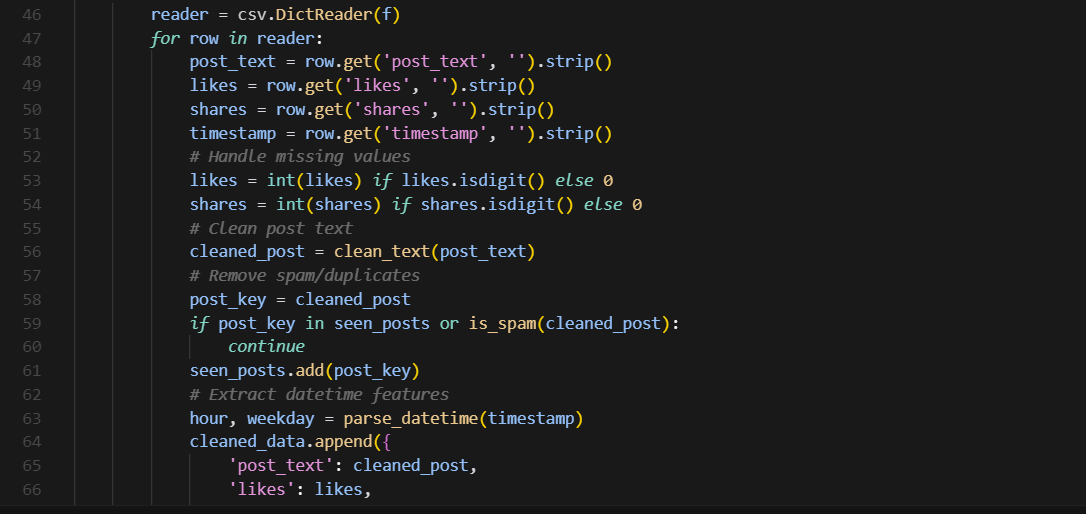 46 reader = csv.DictReader(f)
47 for row in reader:
48 post_text = row.get('post_text', '').strip()
49 likes = row.get('likes', '').strip()
50 shares = row.get('shares', '').strip()
51 timestamp = row.get('timestamp', '').strip()
52 # Handle missing values
53 likes = int(likes) if likes.isdigit() else 0
54 shares = int(shares) if shares.isdigit() else 0
55 # Clean post text
56 cleaned_post = clean_text(post_text)
57 # Remove spam/duplicates
58 post_key = cleaned_post
59 if post_key in seen_posts or is_spam(cleaned_post):
60 continue
61 seen_posts.add(post_key)
62 # Extract datetime features
63 hour, weekday = parse_datetime(timestamp)
64 cleaned_data.append({
65 'post_text': cleaned_post,
66 'likes': likes,